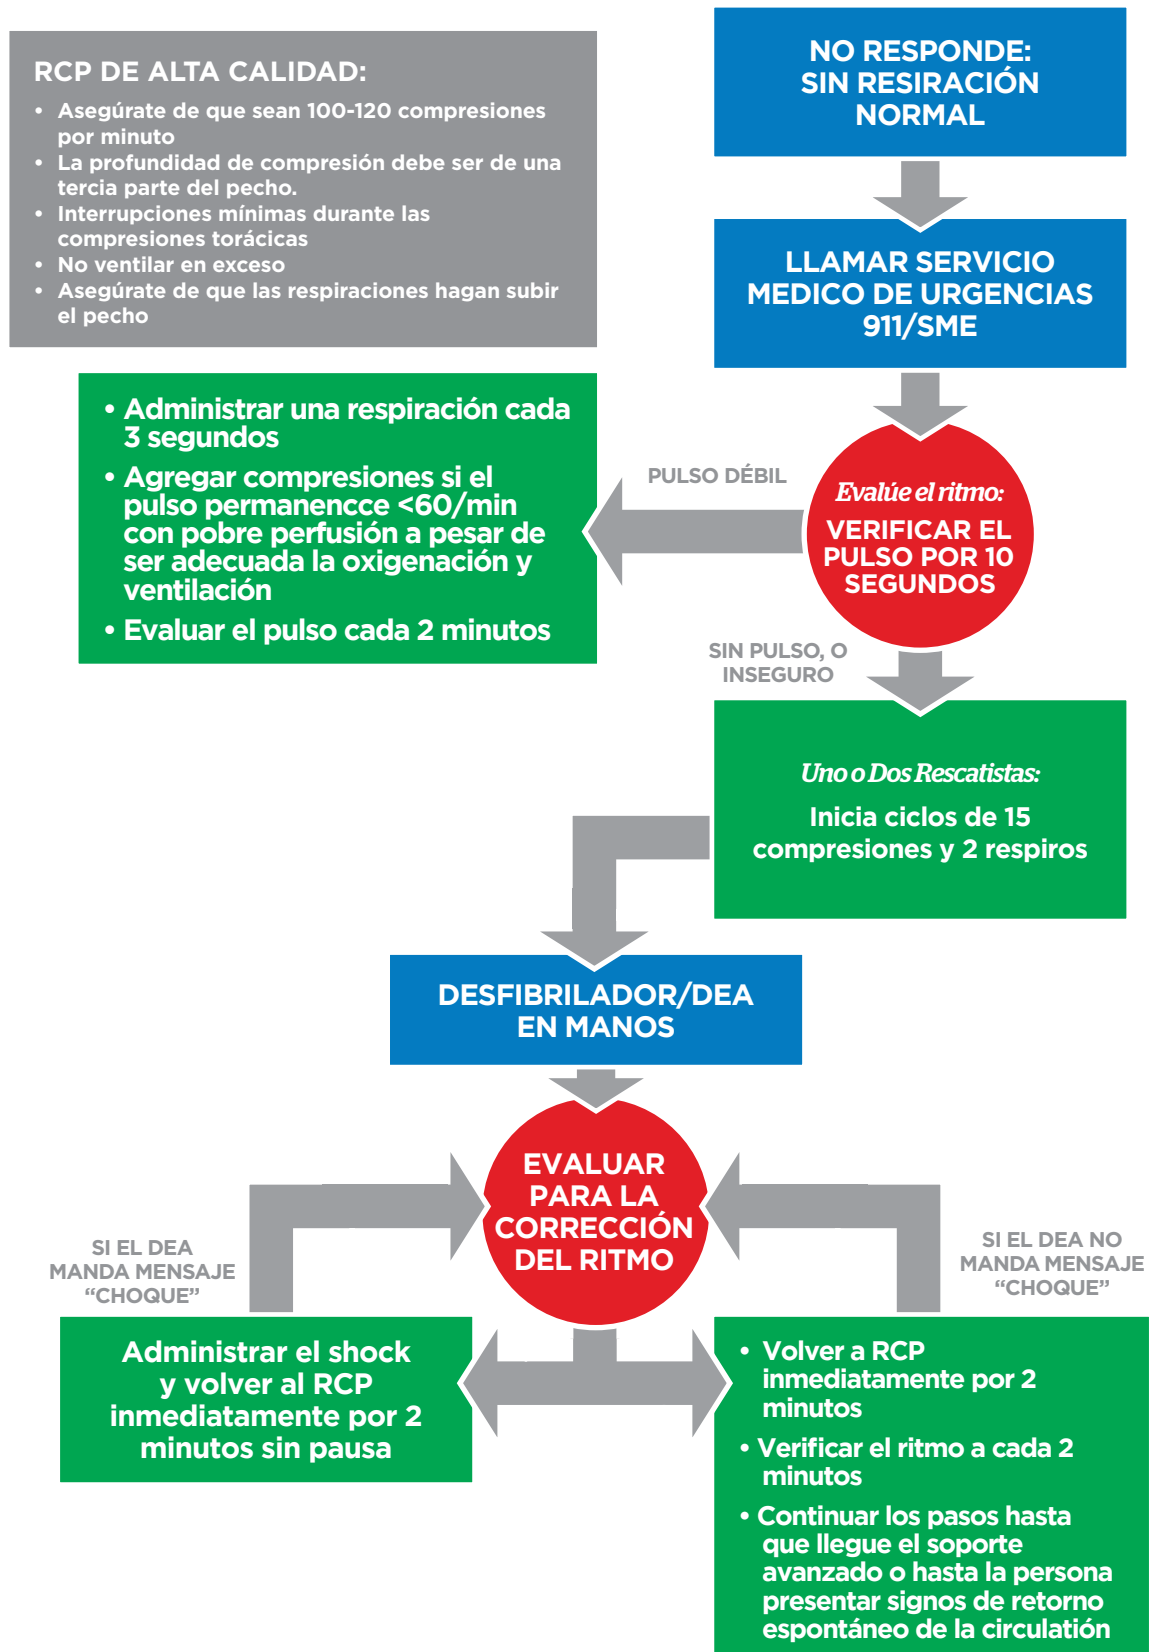 RCP DE ALTA CALIDAD:
• Asegúrate de que sean 100-120 compresiones
por minuto
• La profundidad de compresión debe ser de una
tercia parte del pecho.
• Interrupciones mínimas durante las
compresiones torácicas
• No ventilar en exceso
• Asegúrate de que las respiraciones hagan subir
el pecho
NO RESPONDE:
SIN RESIRACIÓN
NORMAL
LLAMAR SERVICIO
MEDICO DE URGENCIAS
911/SME
• Administrar una respiración cada
3 segundos
• Agregar compresiones si el
pulso permanencce <60/min
con pobre perfusión a pesar de
ser adecuada la oxigenación y
ventilación
• Evaluar el pulso cada 2 minutos
PULSO DÉBIL
Evalúe el ritmo:
VERIFICAR EL
PULSO POR 10
SEGUNDOS
SIN PULSO, O
INSEGURO
Uno o Dos Rescatistas:
Inicia ciclos de 15
compresiones y 2 respiros
DESFIBRILADOR/DEA
EN MANOS
EVALUAR
PARA LA
CORRECCIÓN
DEL RITMO
SI EL DEA
MANDA MENSAJE
“CHOQUE”
SI EL DEA NO
MANDA MENSAJE
“CHOQUE”
Administrar el shock
y volver al RCP
inmediatamente por 2
minutos sin pausa
• Volver a RCP
inmediatamente por 2
minutos
• Verificar el ritmo a cada 2
minutos
• Continuar los pasos hasta
que llegue el soporte
avanzado o hasta la persona
presentar signos de retorno
espontáneo de la circulatión